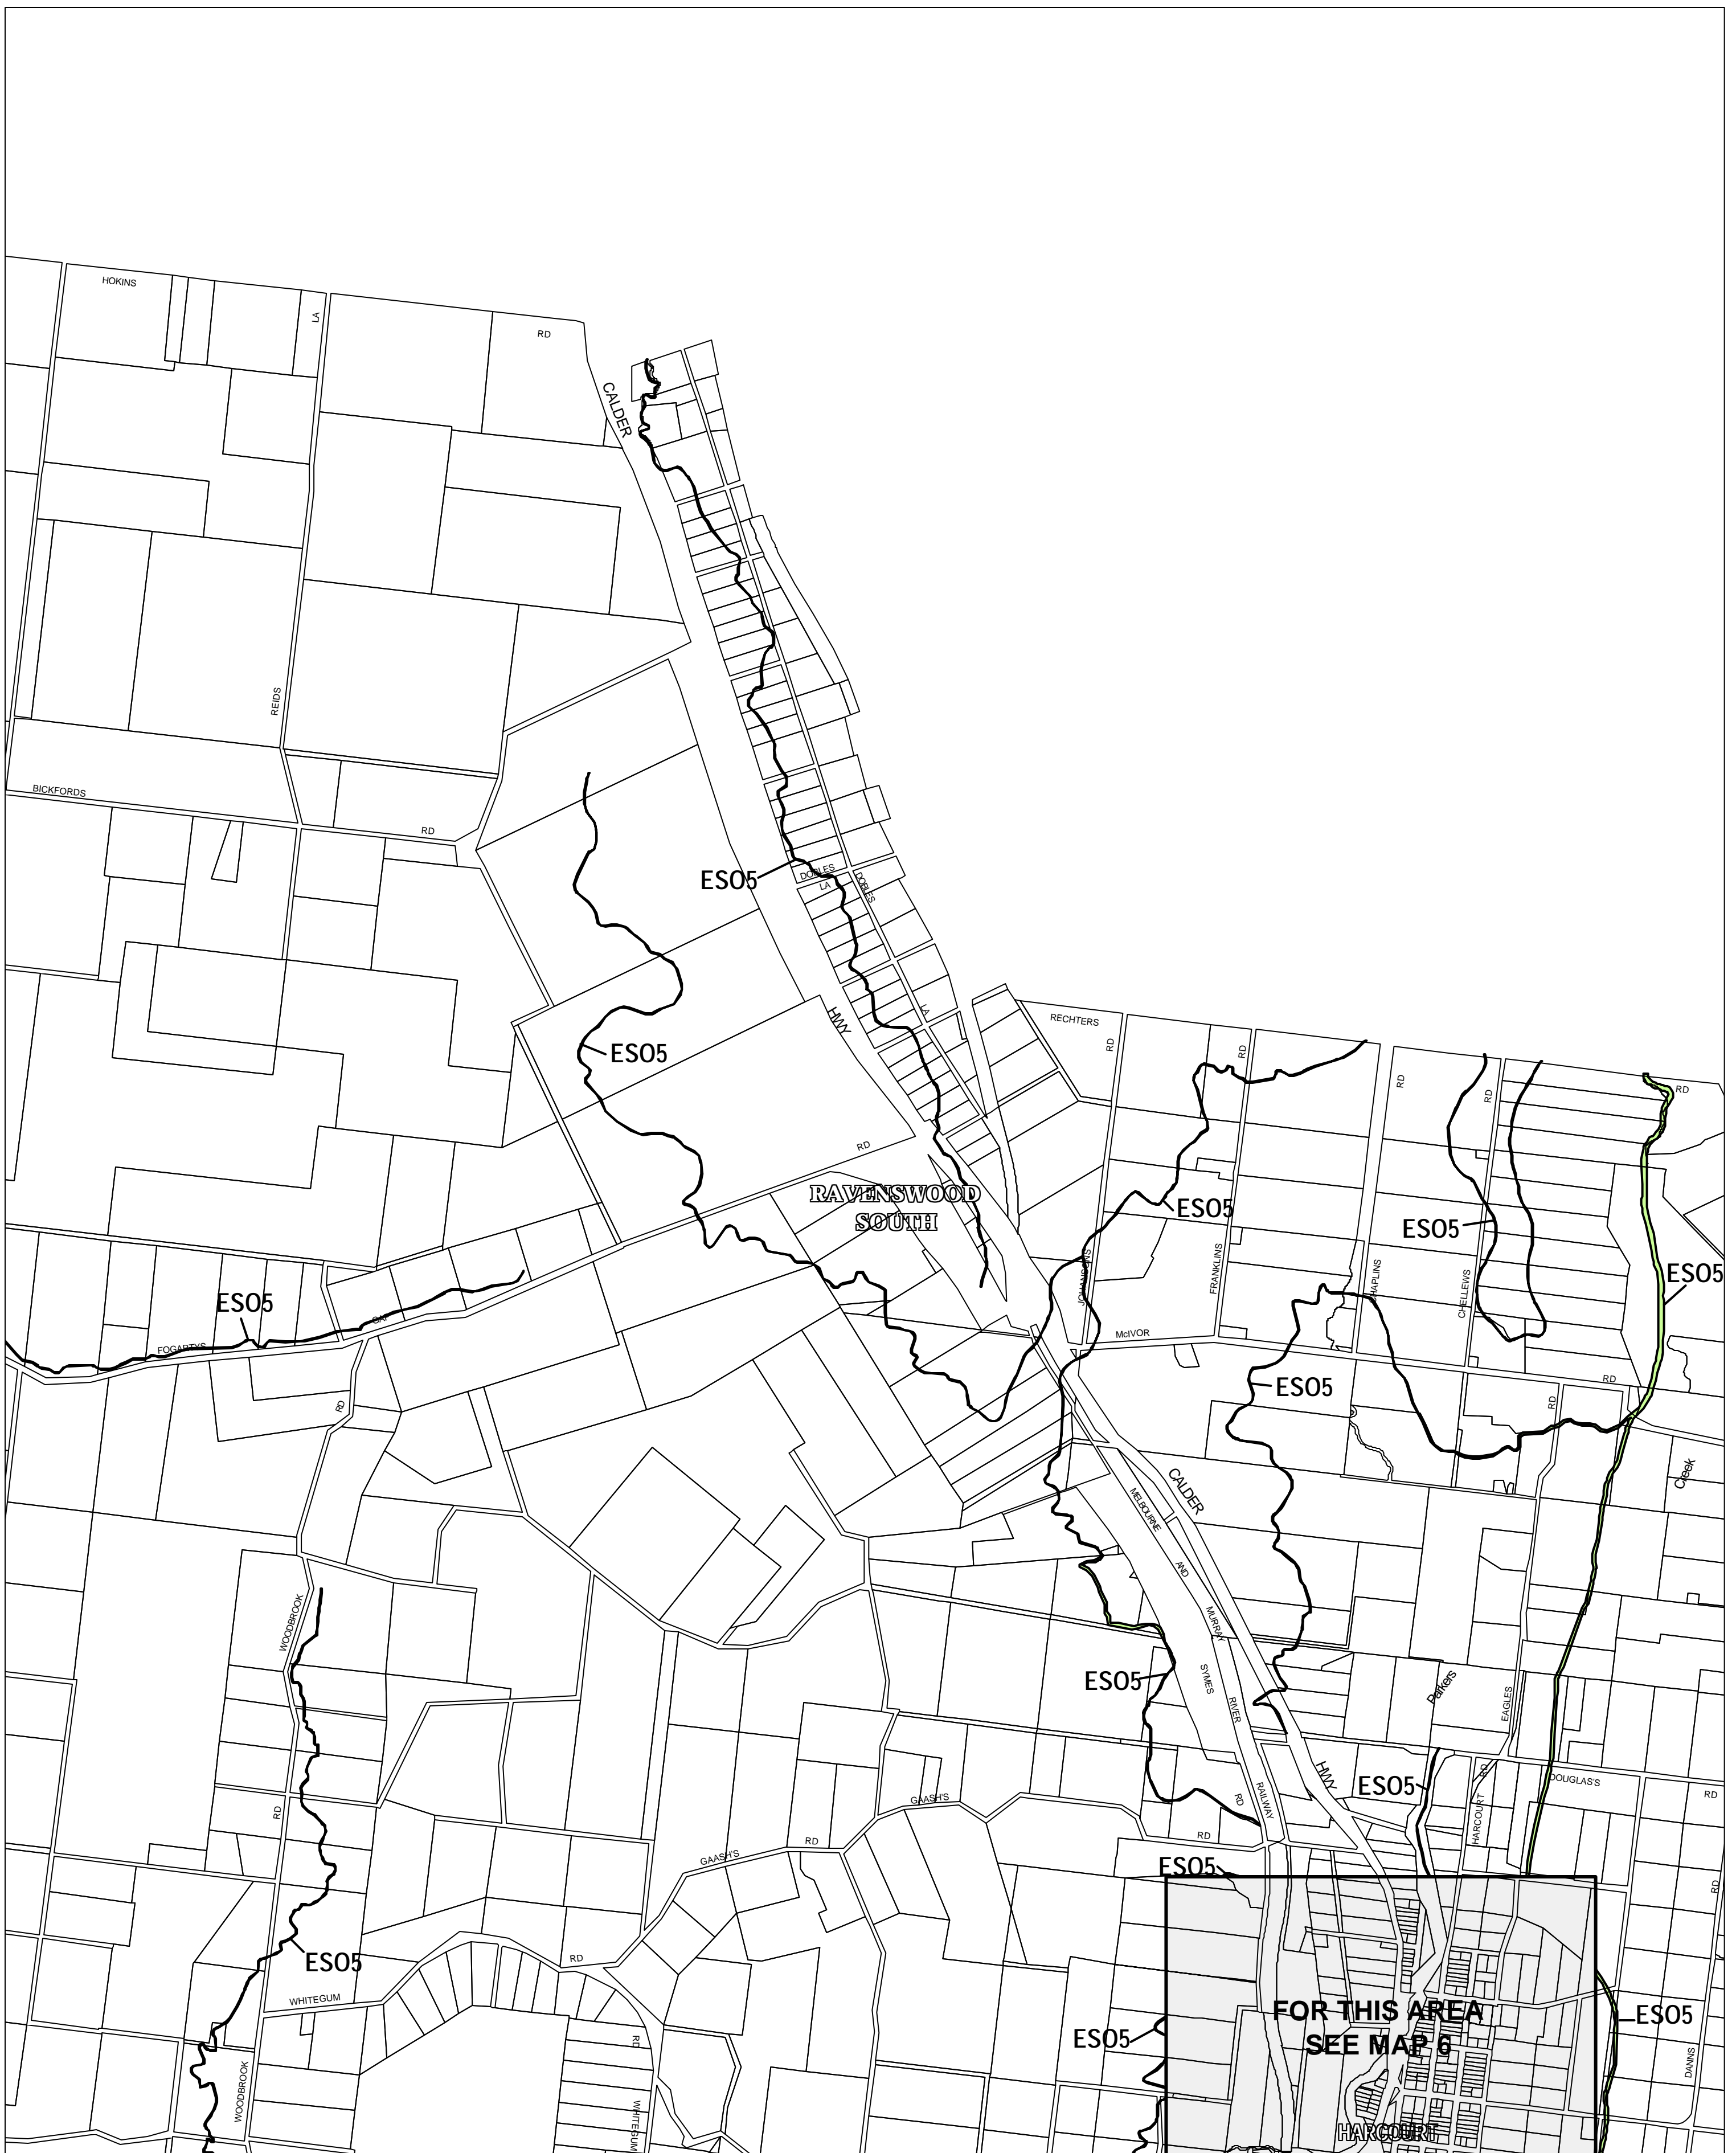 HOKINS
LA
RD
CALDER
REIDS
BICKFORDS
RD
ESO5
DOBLES
LA
DOBLES
LA
HWY
RECHTERS
RD
RD
RD
RD
RD
ESO5
RD
RAVENSWOOD
SOUTH
ESO5
ESO5
ESO5
JOHANSONS
FRANKLINS
CHAPLINS
CHELLEWS
ESO5
GAP
FOGARTYS
McIVOR
RD
RD
ESO5
RD
CALDER
MELBOURNE
AND
MURRAY
RIVER
RAILWAY
Creek
WOODBROOK
ESO5
SYMES
RD
Parkers
EAGLES
HWY
ESO5
RD
HARCOURT
DOUGLAS'S
RD
RD
GAASH'S
RD
GAASH'S
RD
ESO5
RD
ESO5
RD
WHITEGUM
FOR THIS AREA
SEE MAP 6
ESO5
ESO5
RD
WOODBROOK
WHITEGUM
DANNS
HARCOURT